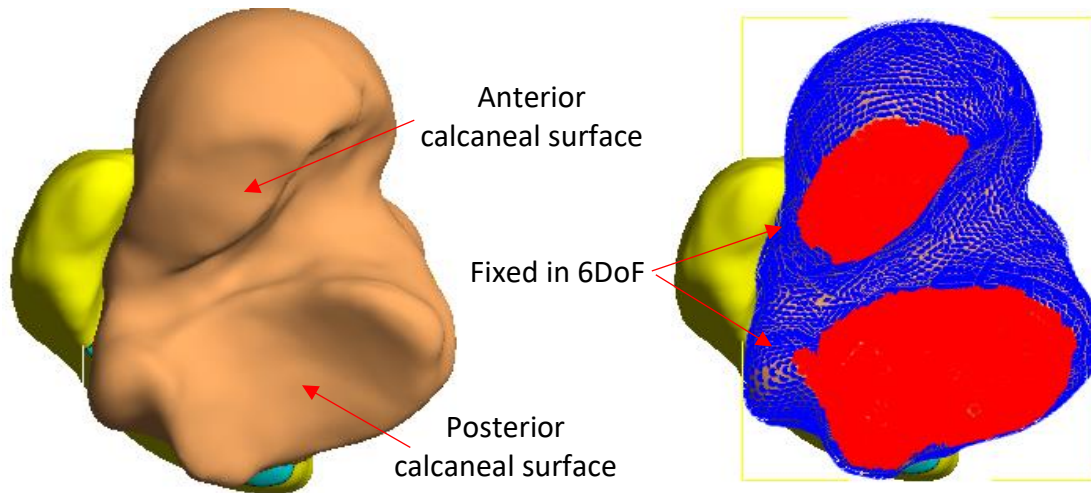 Anterior
calcaneal surface
Fixed in 6DoF
Posterior
calcaneal surface